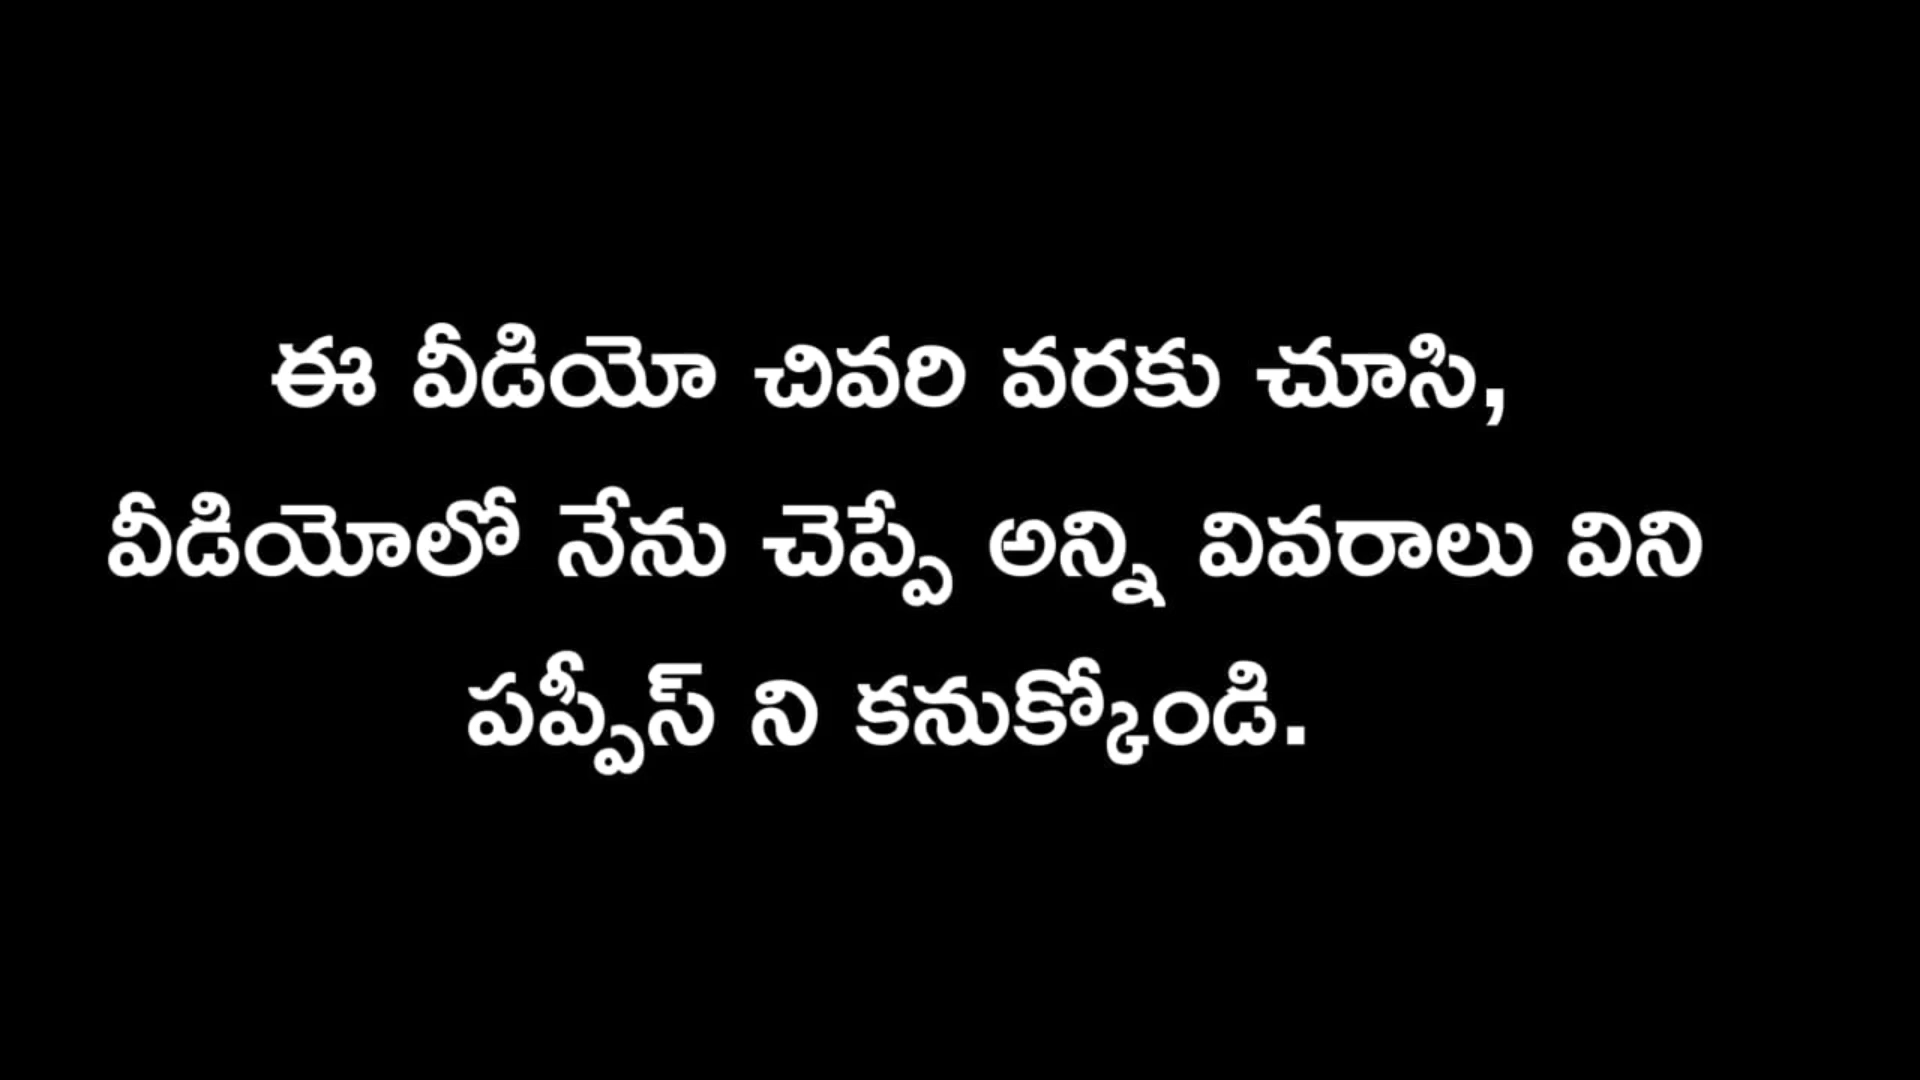 ఈ వీడియో చివరి వరకు చూసి,
వీడియోలో నేను చెప్పే అన్ని వివరాలు విని
పప్పీస్ ని కనుక్కోండి.